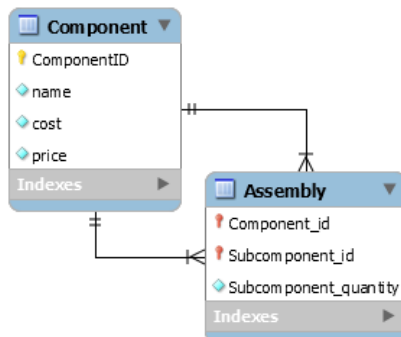 Component
ComponentID
name
cost
price
Indexes
Assembly
Component_id
Subcomponent_id
Subcomponent_quantity
Indexes